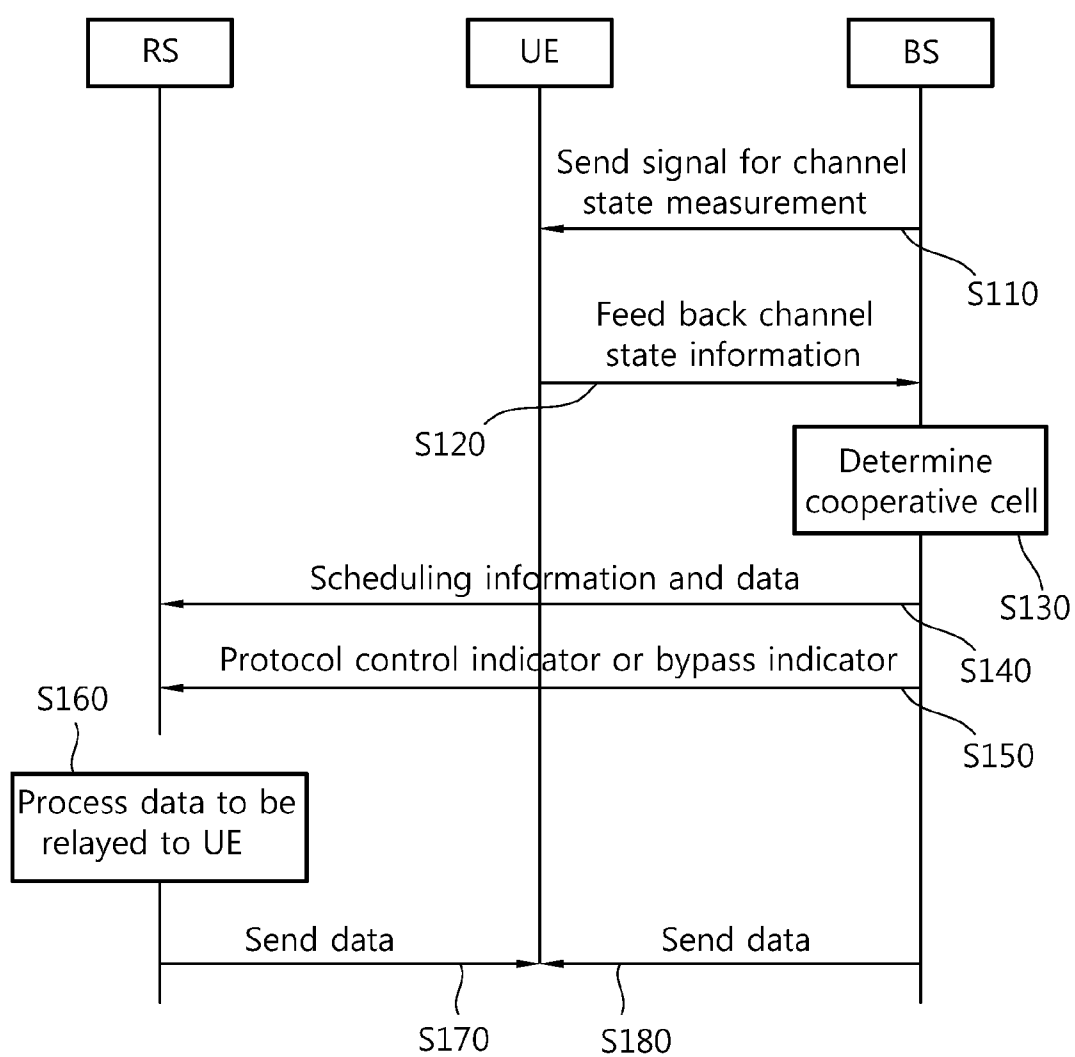 RS
UE
BS
Send signal for channel
state measurement
S110
Feed back channel
state information
S120
Determine
cooperative cell
S130
Scheduling information and data
S140
Protocol control indicator or bypass indicator
S150
S160
Process data to be
relayed to UE
Send data
Send data
S170
S180